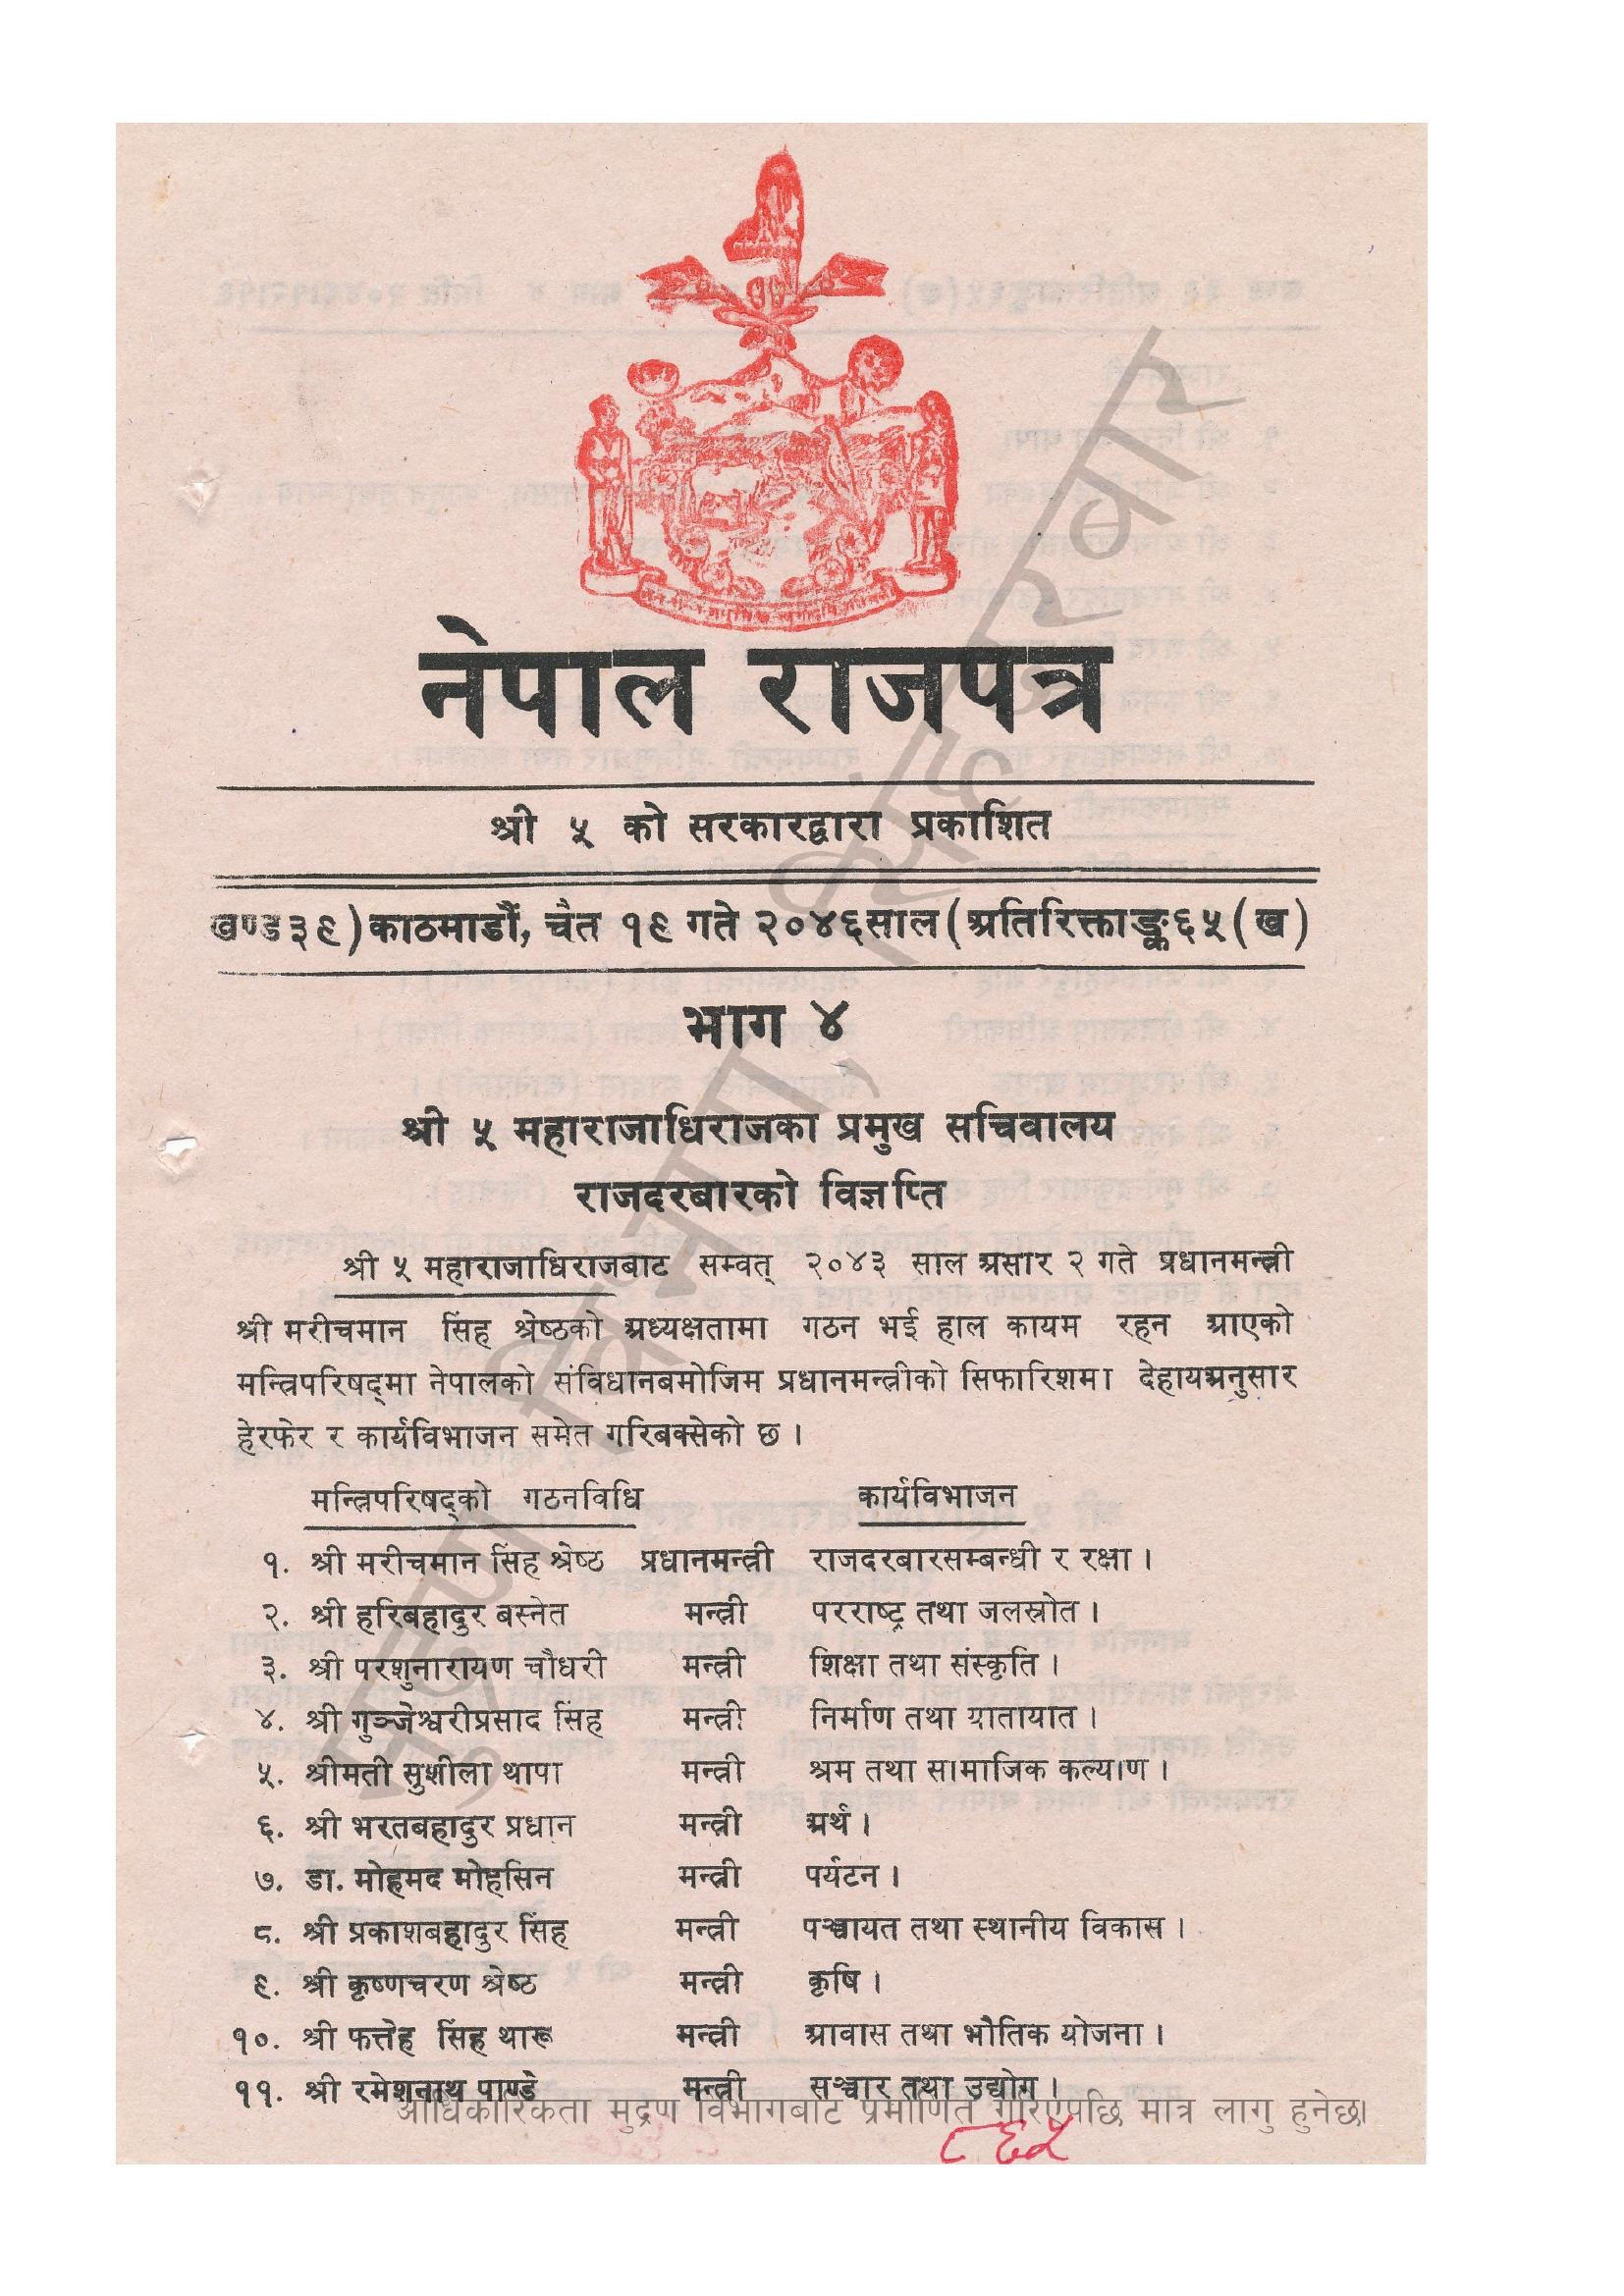 नेपाल राजपत्र
श्री ५ को सरकारद्वारा प्रकाशित
खण्ड३९) काठमाडौं, चैत १९ गते २०४६साल (अतिरिक्ताङ्क६५(ख)
भाग ४
श्री ५ महाराजाधिराजका प्रमुख सचिवालय
राजदरबारको विज्ञप्ति
श्री ५ महाराजाधिराजबाट सम्वत् २०४३ साल असार २ गते प्रधानमन्त्री
श्री मरीचमान सिंह श्रेष्ठको अध्यक्षतामा गठन भई हाल कायम रहन आएको
मन्त्रिपरिषद्मा नेपालको संविधानबमोजिम प्रधानमन्त्रीको सिफारिशमा देहायअनुसार
हेरफेर र कार्यविभाजन समेत गरिबक्सेको छ ।
मन्त्रिपरिषद्को गठनविधि कार्यविभाजन
१. श्री मरीचमान सिंह श्रेष्ठ प्रधानमन्त्री राजदरबारसम्बन्धी र रक्षा ।
२. श्री हरिबहादुर बस्नेत मन्त्री परराष्ट्र तथा जलस्रोत ।
३. श्री परशुनारायण चौधरी मन्त्री शिक्षा तथा संस्कृति ।
४. श्री गुञ्जेश्वरीप्रसाद सिंह मन्त्री निर्माण तथा यातायात ।
५. श्रीमती सुशीला थापा मन्त्री श्रम तथा सामाजिक कल्याण ।
६. श्री भरतबहादुर प्रधान मन्त्री अर्थ ।
७. डा. मोहमद मोहसिन मन्त्री पर्यटन ।
८. श्री प्रकाशबहादुर सिंह मन्त्री पञ्चायत तथा स्थानीय विकास ।
९. श्री कृष्णचरण श्रेष्ठ मन्त्री कृषि ।
१०. श्री फत्तेह सिंह थारू मन्त्री आवास तथा भौतिक योजना ।
११. श्री रमेशनाथ पाण्डे मन्त्री सञ्चार तथा उद्योग ।
आधिकारिकता मुद्रण विभागबाट प्रमाणित गरिएपछि मात्र लागु हुनेछ।
८६५
मुद्रण विभाग, सिंहदरबार